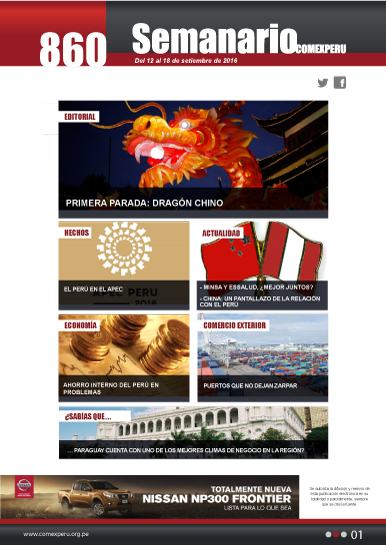 860
Semanario
COMEXPERU
Del 12 al 18 de setiembre de 2016
EDITORIAL
PRIMERA PARADA: DRAGÓN CHINO
HECHOS
APEC PERU
2016
EL PERÚ EN EL APEC
ACTUALIDAD
- MINSA Y ESSALUD, ¿MEJOR JUNTOS?
- CHINA: UN PANTALLAZO DE LA RELACIÓN
CON EL PERÚ
ECONOMÍA
AHORRO INTERNO DEL PERÚ EN
PROBLEMAS
COMERCIO EXTERIOR
PUERTOS QUE NO DEJAN ZARPAR
¿SABÍAS QUE...
... PARAGUAY CUENTA CON UNO DE LOS MEJORES CLIMAS DE NEGOCIO EN LA REGIÓN?
NISSAN
TOTALMENTE NUEVA
NISSAN NP300 FRONTIER
LISTA PARA LO QUE SEA
Se autoriza la difusión y reenvío de
esta publicación electrónica en su
totalidad o parcialmente, siempre
que se cite la fuente
www.comexperu.org.pe
01